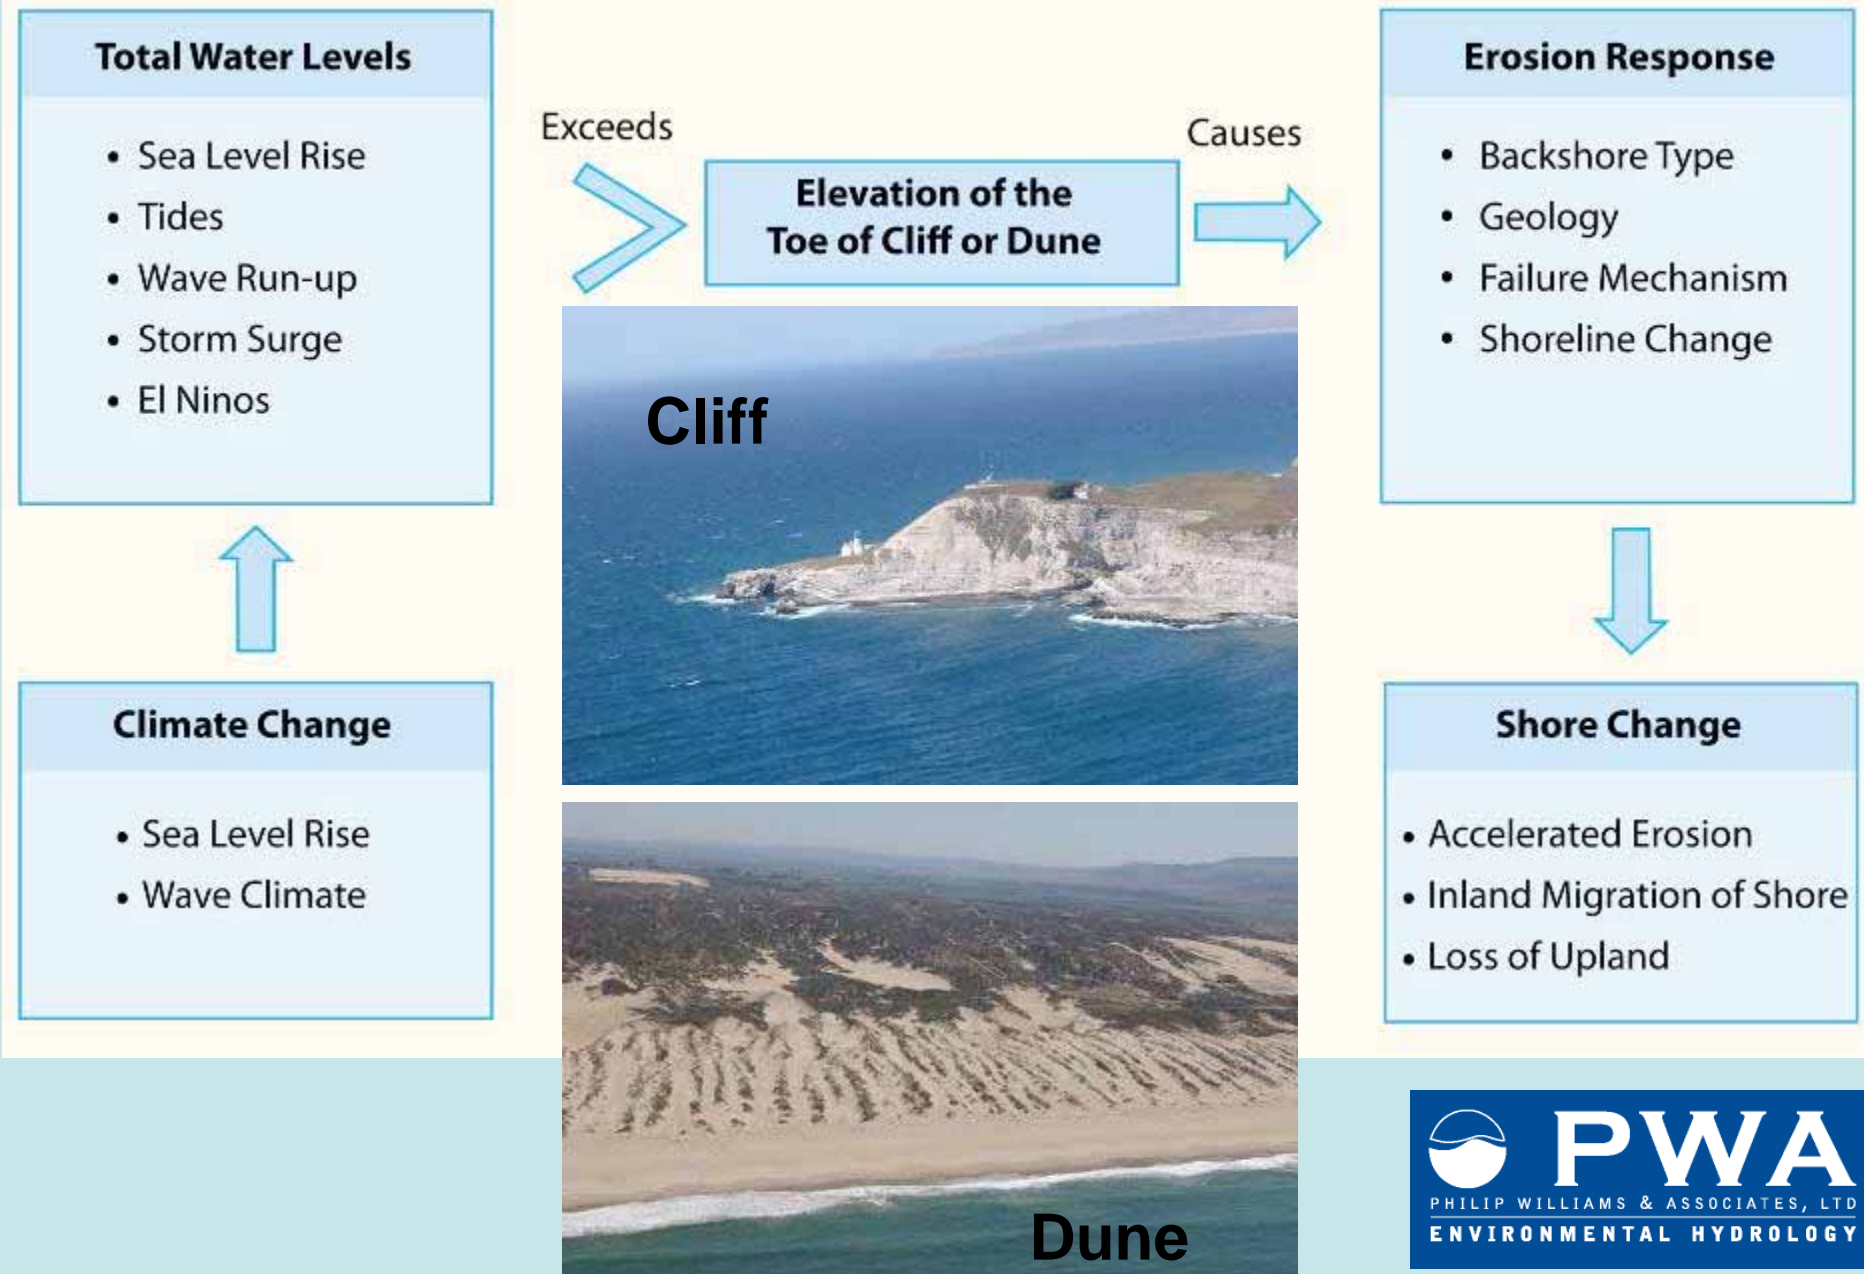 Total Water Levels
• Sea Level Rise
• Tides
• Wave Run-up
• Storm Surge
• El Ninos
Climate Change
• Sea Level Rise
• Wave Climate
Exceeds
Elevation of the
Toe of Cliff or Dune
Causes
Cliff
Dune
Erosion Response
• Backshore Type
• Geology
• Failure Mechanism
• Shoreline Change
Shore Change
• Accelerated Erosion
• Inland Migration of Shore
• Loss of Upland
PWA
PHILIP WILLIAMS & ASSOCIATES, LTD
ENVIRONMENTAL HYDROLOGY